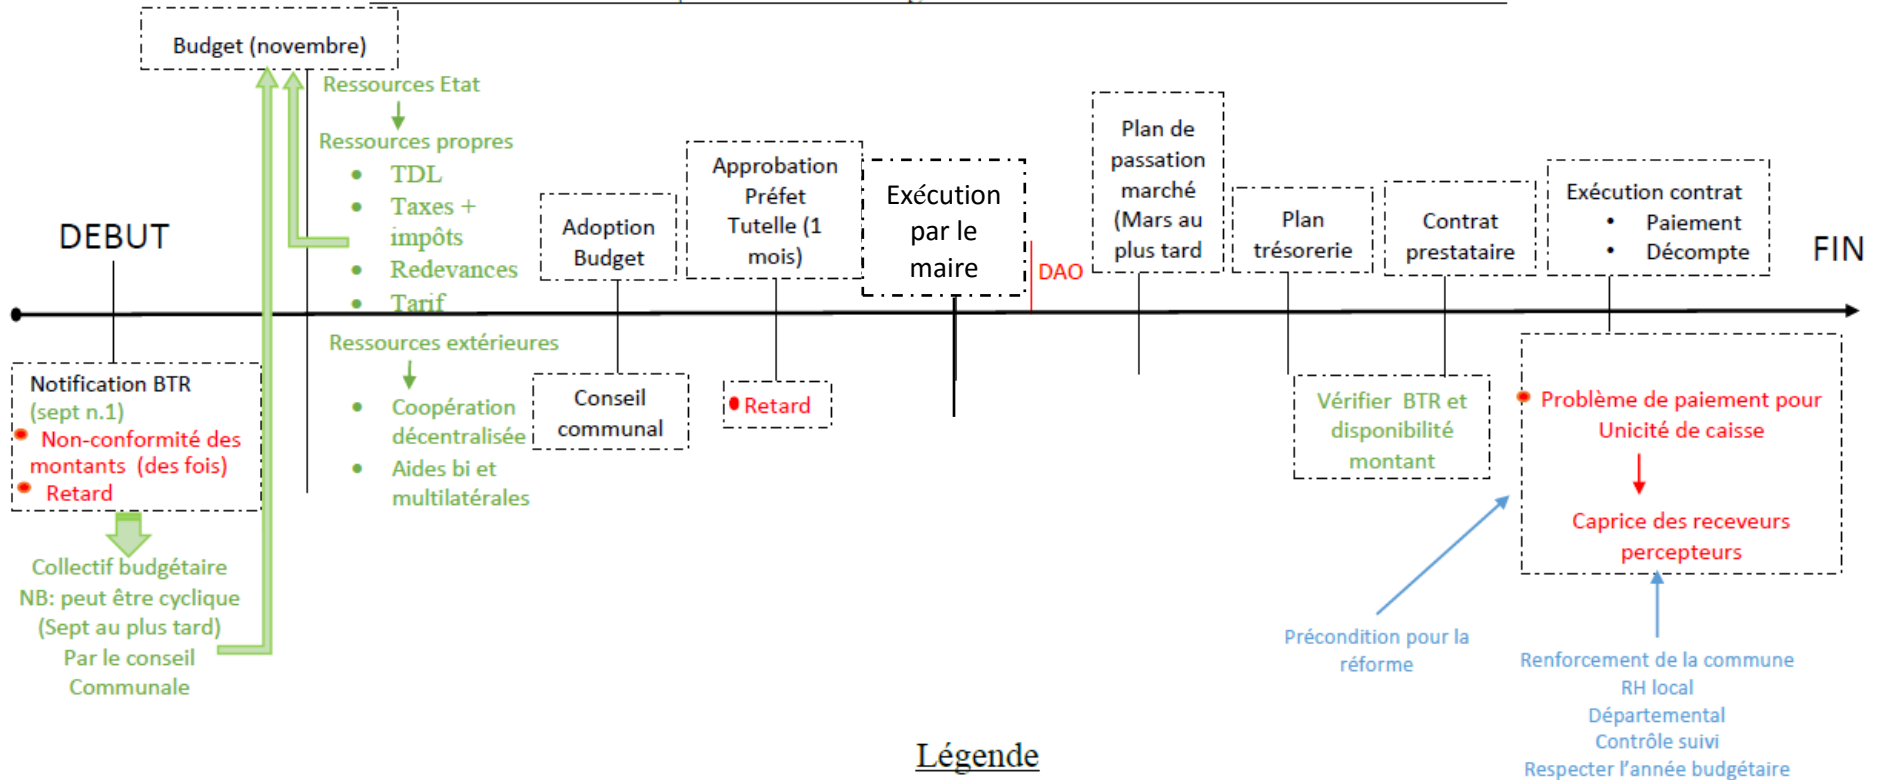 Budget (novembre)
Ressources Etat
Ressources propres
• TDL
• Taxes +
impôts
• Redevances
• Tarif
DEBUT
Adoption
Budget
Approbation
Préfet
Tutelle (1
mois)
Exécution
par le
maire
DAO
Plan de
passation
marché
(Mars au
plus tard
Plan
trésorerie
Contrat
prestataire
Exécution contrat
• Paiement
• Décompte
FIN
Notification BTR
(sept n.1)
• Non-conformité des
montants (des fois)
• Retard
Collectif budgétaire
NB: peut être cyclique
(Sept au plus tard)
Par le conseil
Communale
Ressources extérieures
• Coopération
décentralisée
• Aides bi et
multilatérales
Conseil
communal
• Retard
Vérifier BTR et
disponibilité
montant
• Problème de paiement pour
Unicité de caisse
Caprice des receveurs
percepteurs
Précondition pour la
réforme
Renforcement de la commune
RH local
Départemental
Contrôle suivi
Respecter l'année budgétaire
Légende